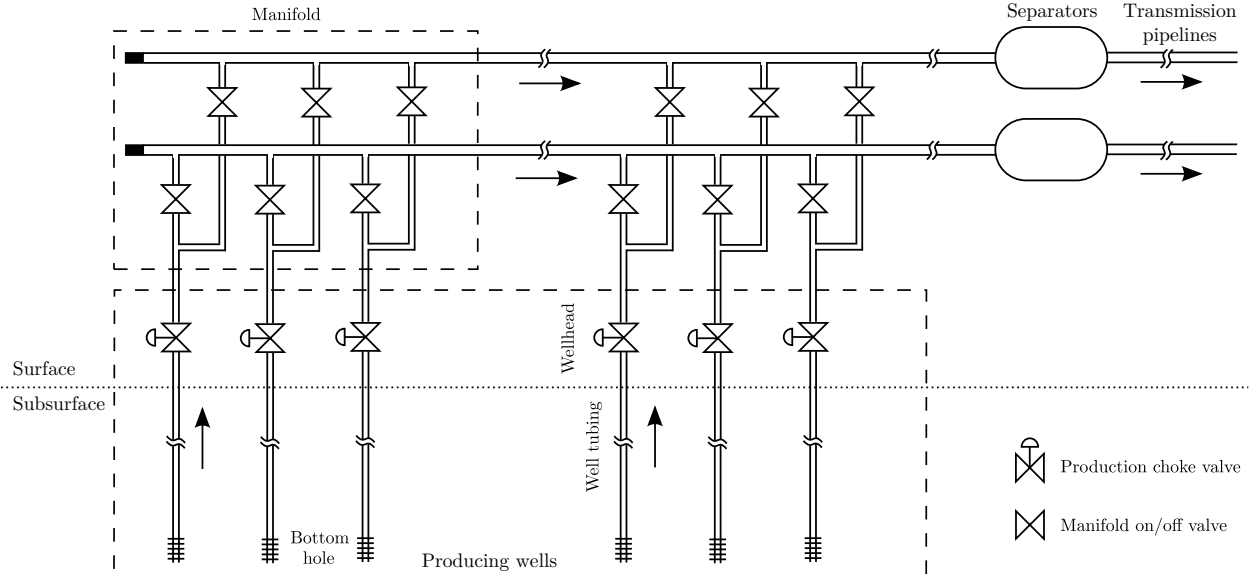 Manifold
Separators
Transmission
pipelines
Wellhead
Surface
Subsurface
Well tubing
Production choke valve
Manifold on/off valve
Bottom
hole
Producing wells